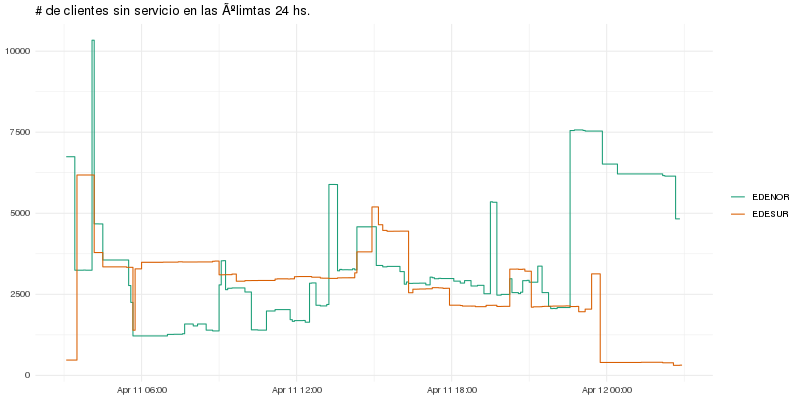 # de clientes sin servicio en las Ãºlimtas 24 hs.
10000
7500
5000
2500
0
Apr 11 06:00
Apr 11 12:00
Apr 11 18:00
Apr 12 00:00
EDENOR
EDESUR